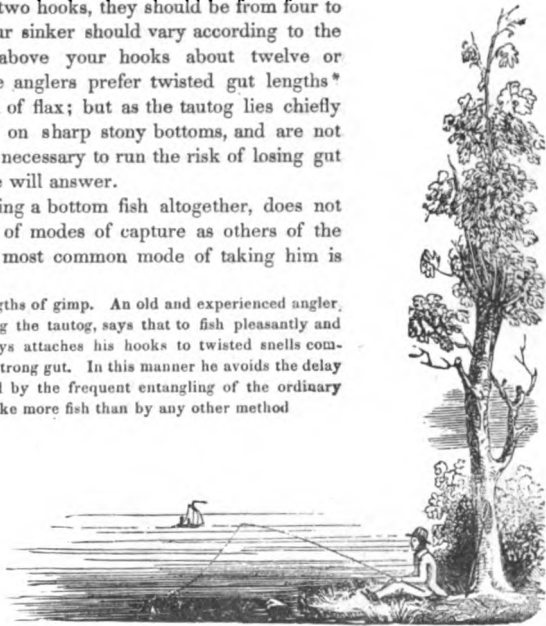 two hooks, they should be from four to
ur sinker should vary according to the
above your hooks about twelve or
e anglers prefer twisted gut lengths*
of flax; but as the tautog lies chiefly
on sharp stony bottoms, and are not
necessary to run the risk of losing gut
e will answer.
ing a bottom fish altogether, does not
of modes of capture as others of the
most common mode of taking him is
gths of gimp. An old and experienced angler,
g the tautog, says that to fish pleasantly and
ys attaches his hooks to twisted snells com-
trong gut. In this manner he avoids the delay
l by the frequent entangling of the ordinary
ke more fish than by any other method